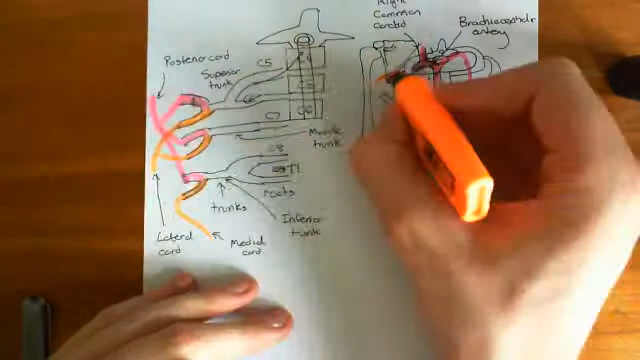 Right
Common
Carotid
Brachiocephalic
artery
Posterior cord
Superior
trunk
C5
C7
Middle
trunk
C8
T1
roots
trunks
Inferior
trunk
Lateral
cord
Medial
cord